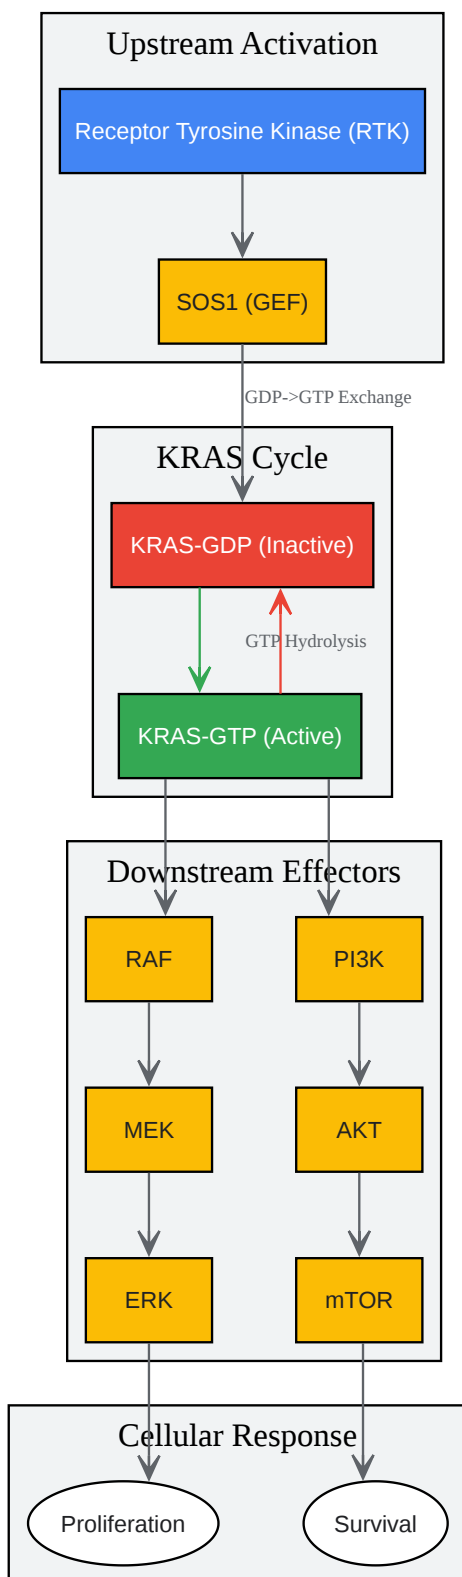 Upstream Activation
Receptor Tyrosine Kinase (RTK)
SOS1 (GEF)
GDP->GTP Exchange
KRAS Cycle
KRAS-GDP (Inactive)
GTP Hydrolysis
KRAS-GTP (Active)
Downstream Effectors
RAF
PI3K
MEK
AKT
ERK
mTOR
Cellular Response
Proliferation
Survival